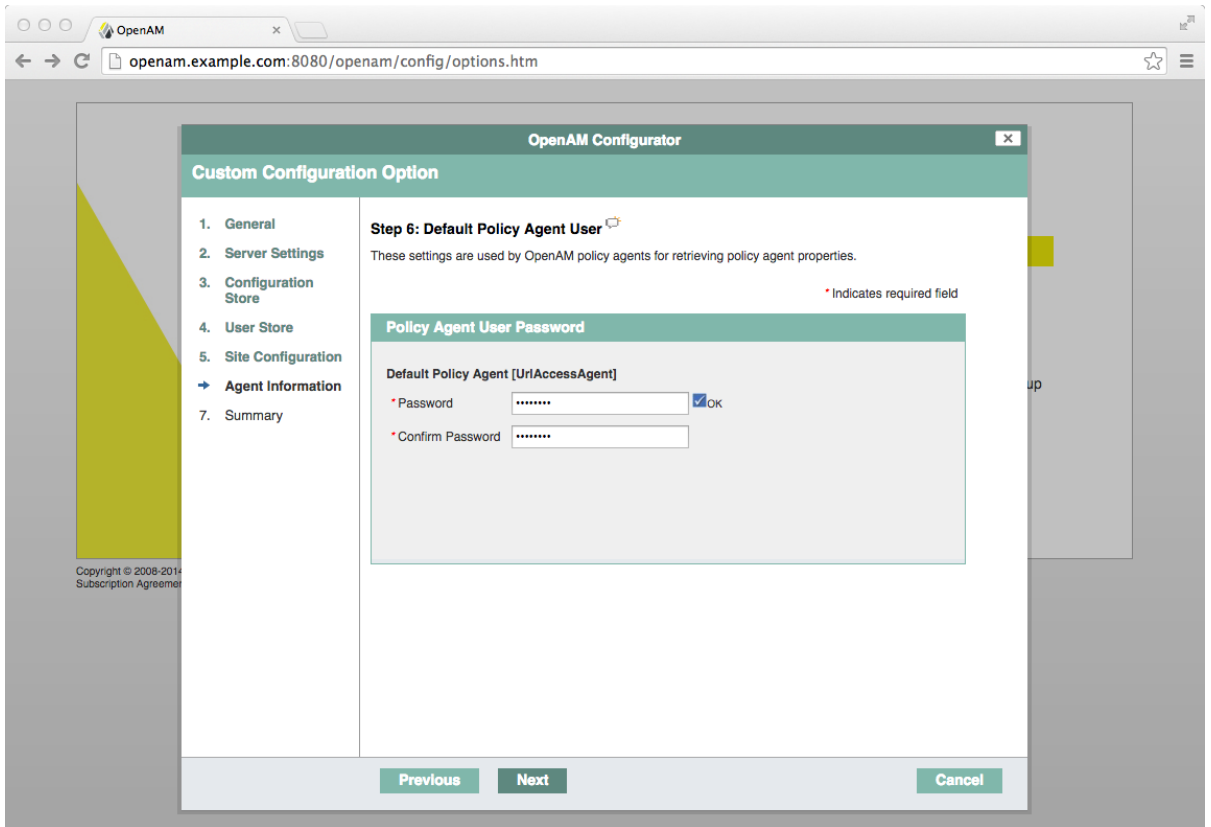 OpenAM
openam.example.com:8080/openam/config/options.htm
OpenAM Configurator
Custom Configuration Option
1. General
2. Server Settings
3. Configuration
Store
4. User Store
5. Site Configuration
Agent Information
7. Summary
Step 6: Default Policy Agent User
These settings are used by OpenAM policy agents for retrieving policy agent properties.
* Indicates required field
Policy Agent User Password
Default Policy Agent [UrlAccessAgent]
* Password •••••••• OK
* Confirm Password ••••••••
up
Copyright © 2008-2014
Subscription Agreemen
Previous Next Cancel